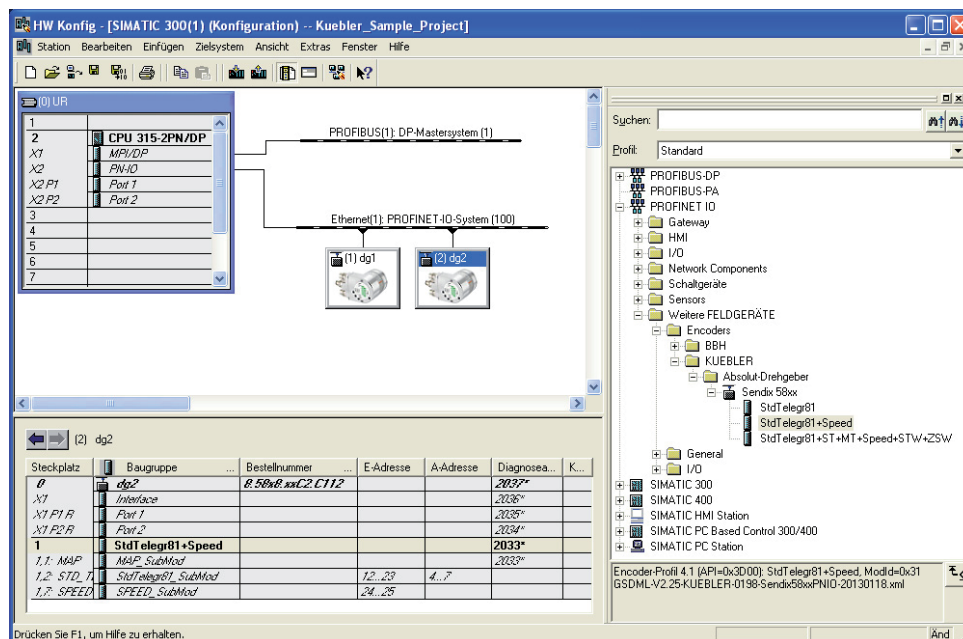 HW Konfig - [SIMATIC 300(1) (Konfiguration) -- Kuebler_Sample_Project]
Station Bearbeiten Einfügen Zielsystem Ansicht Extras Fenster Hilfe
(0) UR
1
2 CPU 315-2PN/DP
X1 MPI/DP
X2 PN-IO
X2 P1 Port 1
X2 P2 Port 2
3
4
5
6
7
PROFIBUS(1): DP-Mastersystem (1)
Ethernet(1): PROFINET-IO-System (100)
(1) dg1
(2) dg2
Suchen:
Profil: Standard
PROFIBUS-DP
PROFIBUS-PA
PROFINET IO
Gateway
HMI
I/O
Network Components
Schaltgeräte
Sensors
Weitere FELDGERÄTE
Encoders
BBH
KUEBLER
Absolut-Drehgeber
Sendix 58xx
StdTelegr81
StdTelegr81+Speed
StdTelegr81+ST+MT+Speed+STW+ZSW
General
I/O
SIMATIC 300
SIMATIC 400
SIMATIC HMI Station
SIMATIC PC Based Control 300/400
SIMATIC PC Station
(2) dg2
Steckplatz Baugruppe ... Bestellnummer ... E-Adresse A-Adresse Diagnosea... K...
0 dg2 8.58x8.xxC2.C112 2037*
X1 Interface 2036*
X1 P1 R Port 1 2035*
X1 P2 R Port 2 2034*
1 StdTelegr81+Speed 2033*
1,1: MAP MAP_SubMod 2033*
1,2: STD_T StdTelegr81_SubMod 12...23 4...7
1,7: SPEED SPEED_SubMod 24...25
Encoder-Profil 4.1 (API=0x3D00): StdTelegr81+Speed, ModId=0x31
GSDML-V2.25-KUEBLER-0198-Sendix58xxPNIO-20130118.xml
Drücken Sie F1, um Hilfe zu erhalten.
Änd